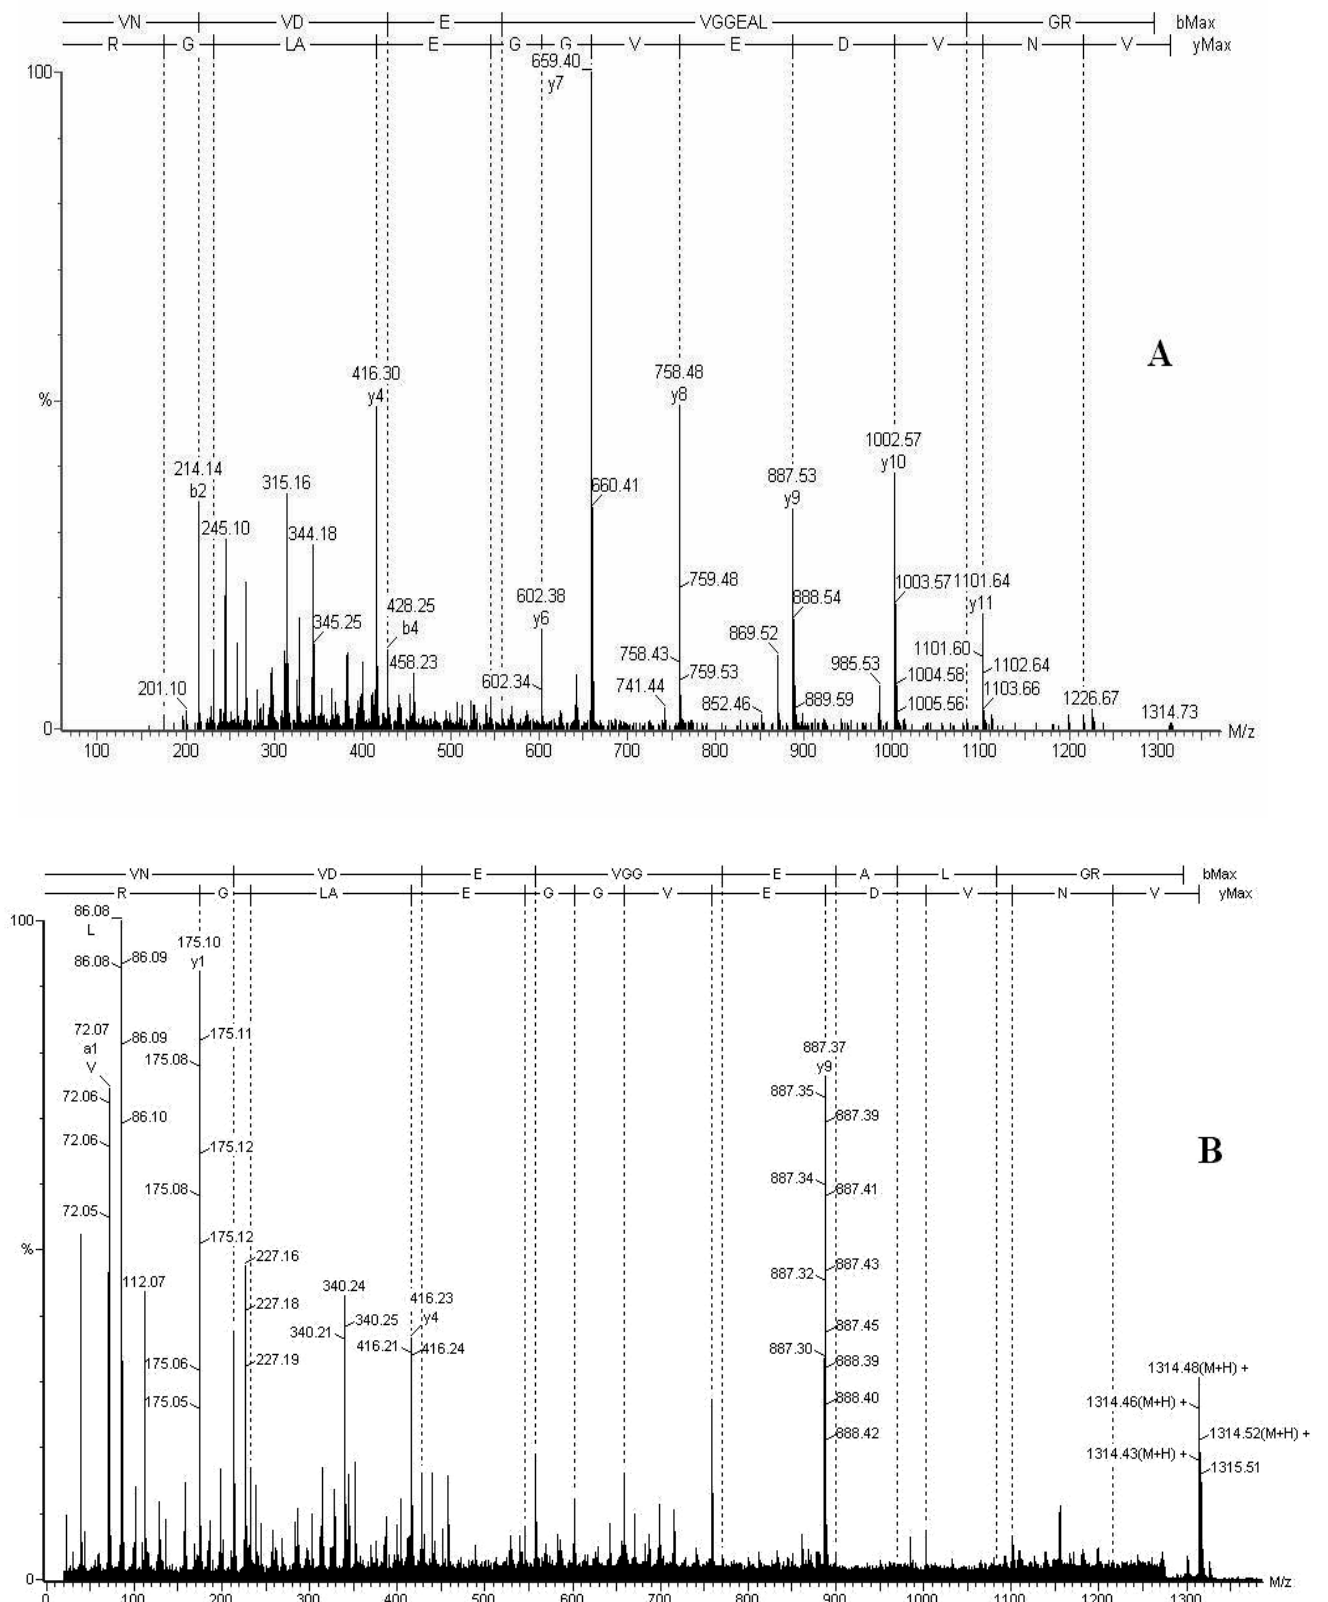 VN VD E VGGEAL GR bMax
R G LA E G G V E D V N V yMax
659.40
100
y7
A
416.30
y4
758.48
y8
%
1002.57
y10
214.14
b2
315.16
887.53
y9
660.41
245.10
344.18
759.48
1003.57
1101.64
y11
602.38
y6
428.25
b4
888.54
345.25
869.52
758.43
1101.60
458.23
759.53
985.53
1004.58
1102.64
602.34
201.10
741.44
852.46
889.59
1005.56
1103.66
1226.67
1314.73
0
100 200 300 400 500 600 700 800 900 1000 1100 1200 1300
M/z
VN VD E VGG E A L GR bMax
R G LA E G G V E D V N V yMax
86.08
L
100
175.10
y1
86.08
86.09
72.07
a1
V
86.09
175.11
175.08
887.37
y9
72.06
887.35
86.10
887.39
72.06
175.12
B
887.34
175.08
887.41
72.05
175.12
%
227.16
887.43
887.32
112.07
340.24
416.23
y4
227.18
340.25
340.21
887.45
416.21
416.24
887.30
175.06
227.19
888.39
1314.48(M+H) +
175.05
888.40
1314.46(M+H) +
888.42
1314.52(M+H) +
1314.43(M+H) +
1315.51
0
M/z
0 100 200 300 400 500 600 700 800 900 1000 1100 1200 1300